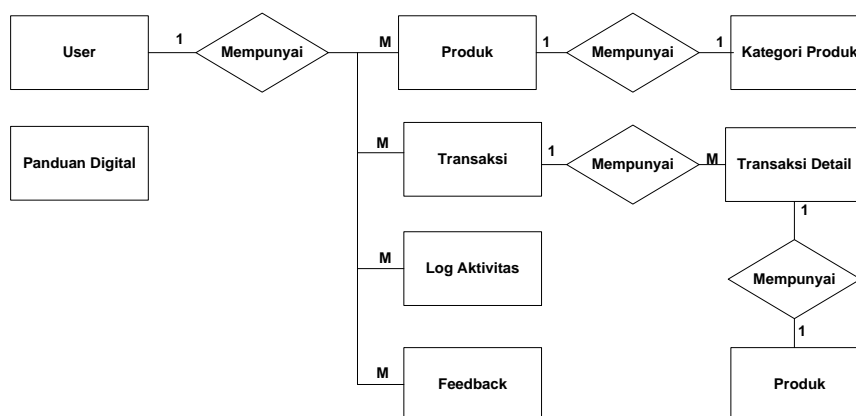 User
1
Mempunyai
M
Produk
1
Mempunyai
1
Kategori Produk
Panduan Digital
M
Transaksi
1
Mempunyai
M
Transaksi Detail
1
M
Log Aktivitas
Mempunyai
1
M
Feedback
Produk